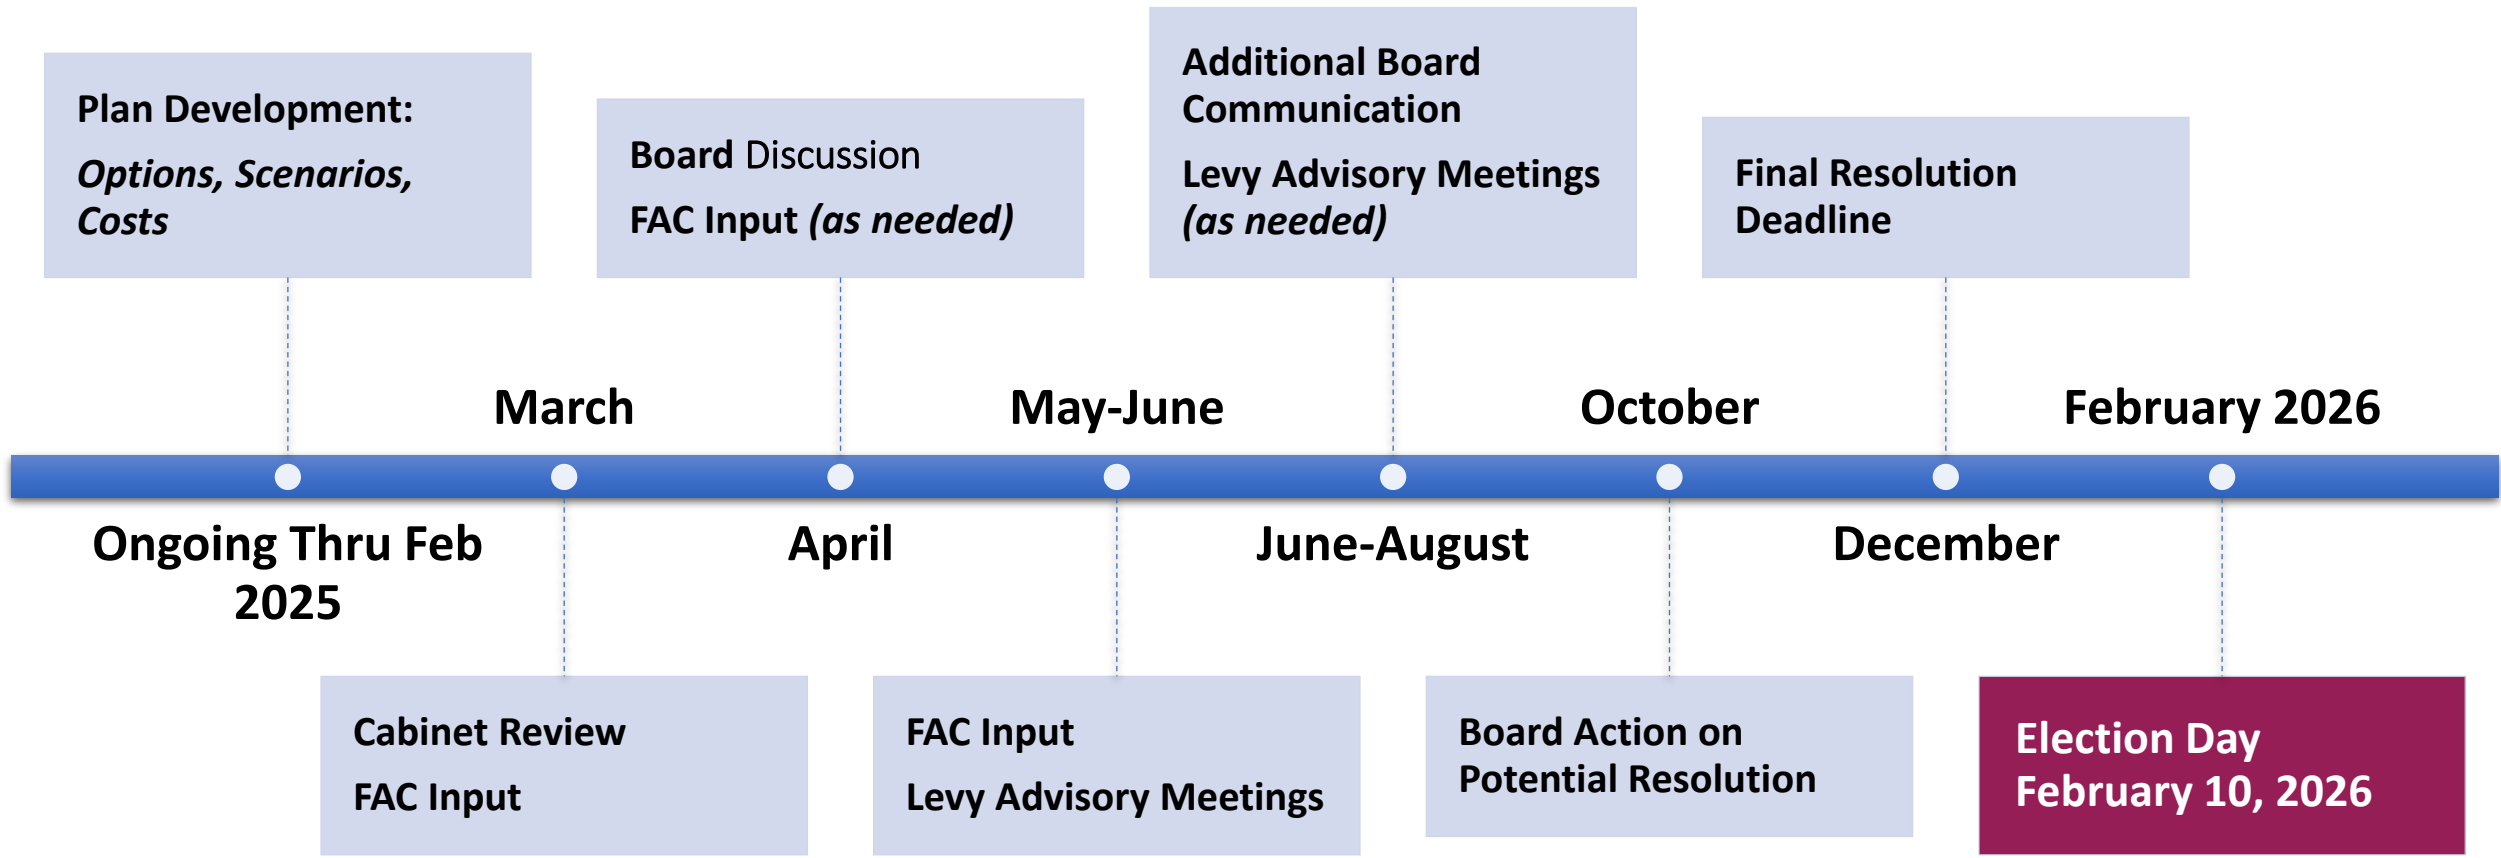 Plan Development:
Options, Scenarios,
Costs
Board Discussion
FAC Input (as needed)
Additional Board
Communication
Levy Advisory Meetings
(as needed)
Final Resolution
Deadline
March
May-June
October
February 2026
Ongoing Thru Feb
2025
April
June-August
December
Cabinet Review
FAC Input
FAC Input
Levy Advisory Meetings
Board Action on
Potential Resolution
Election Day
February 10, 2026